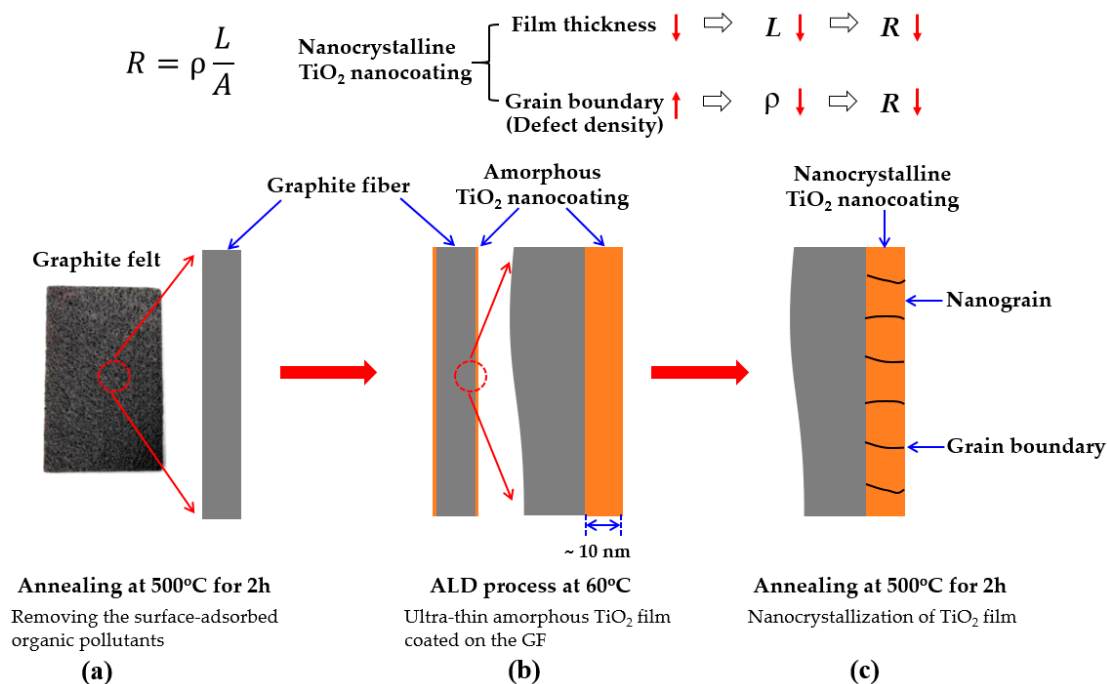 R = ρ L/A
Nanocrystalline
TiO₂ nanocoating
Film thickness ↓ ⇨ L ↓ ⇨ R ↓
Grain boundary ↑ ⇨ ρ ↓ ⇨ R ↓
(Defect density)
Graphite felt
Graphite fiber
Amorphous
TiO₂ nanocoating
Nanocrystalline
TiO₂ nanocoating
Nanograin
Grain boundary
~ 10 nm
Annealing at 500°C for 2h
Removing the surface-adsorbed
organic pollutants
(a)
ALD process at 60°C
Ultra-thin amorphous TiO₂ film
coated on the GF
(b)
Annealing at 500°C for 2h
Nanocrystallization of TiO₂ film
(c)